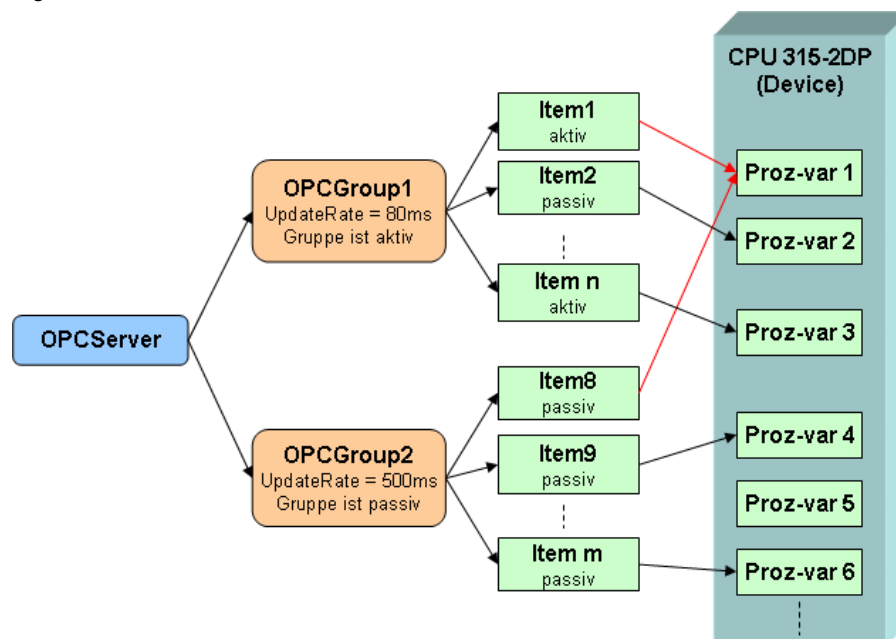 CPU 315-2DP
(Device)
Item1
aktiv
Proz-var 1
OPCGroup1
UpdateRate = 80ms
Gruppe ist aktiv
Item2
passiv
Proz-var 2
Item n
aktiv
Proz-var 3
OPCServer
Item8
passiv
Proz-var 4
OPCGroup2
UpdateRate = 500ms
Gruppe ist passiv
Item9
passiv
Proz-var 5
Item m
passiv
Proz-var 6